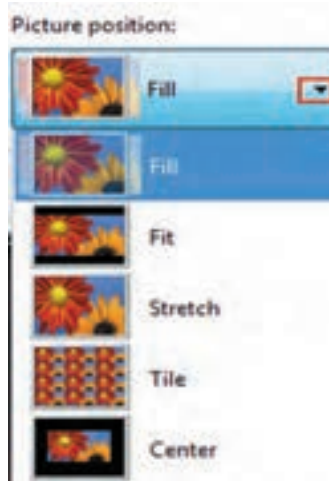 Picture position:
Fill
Fill
Fit
Stretch
Tile
Center